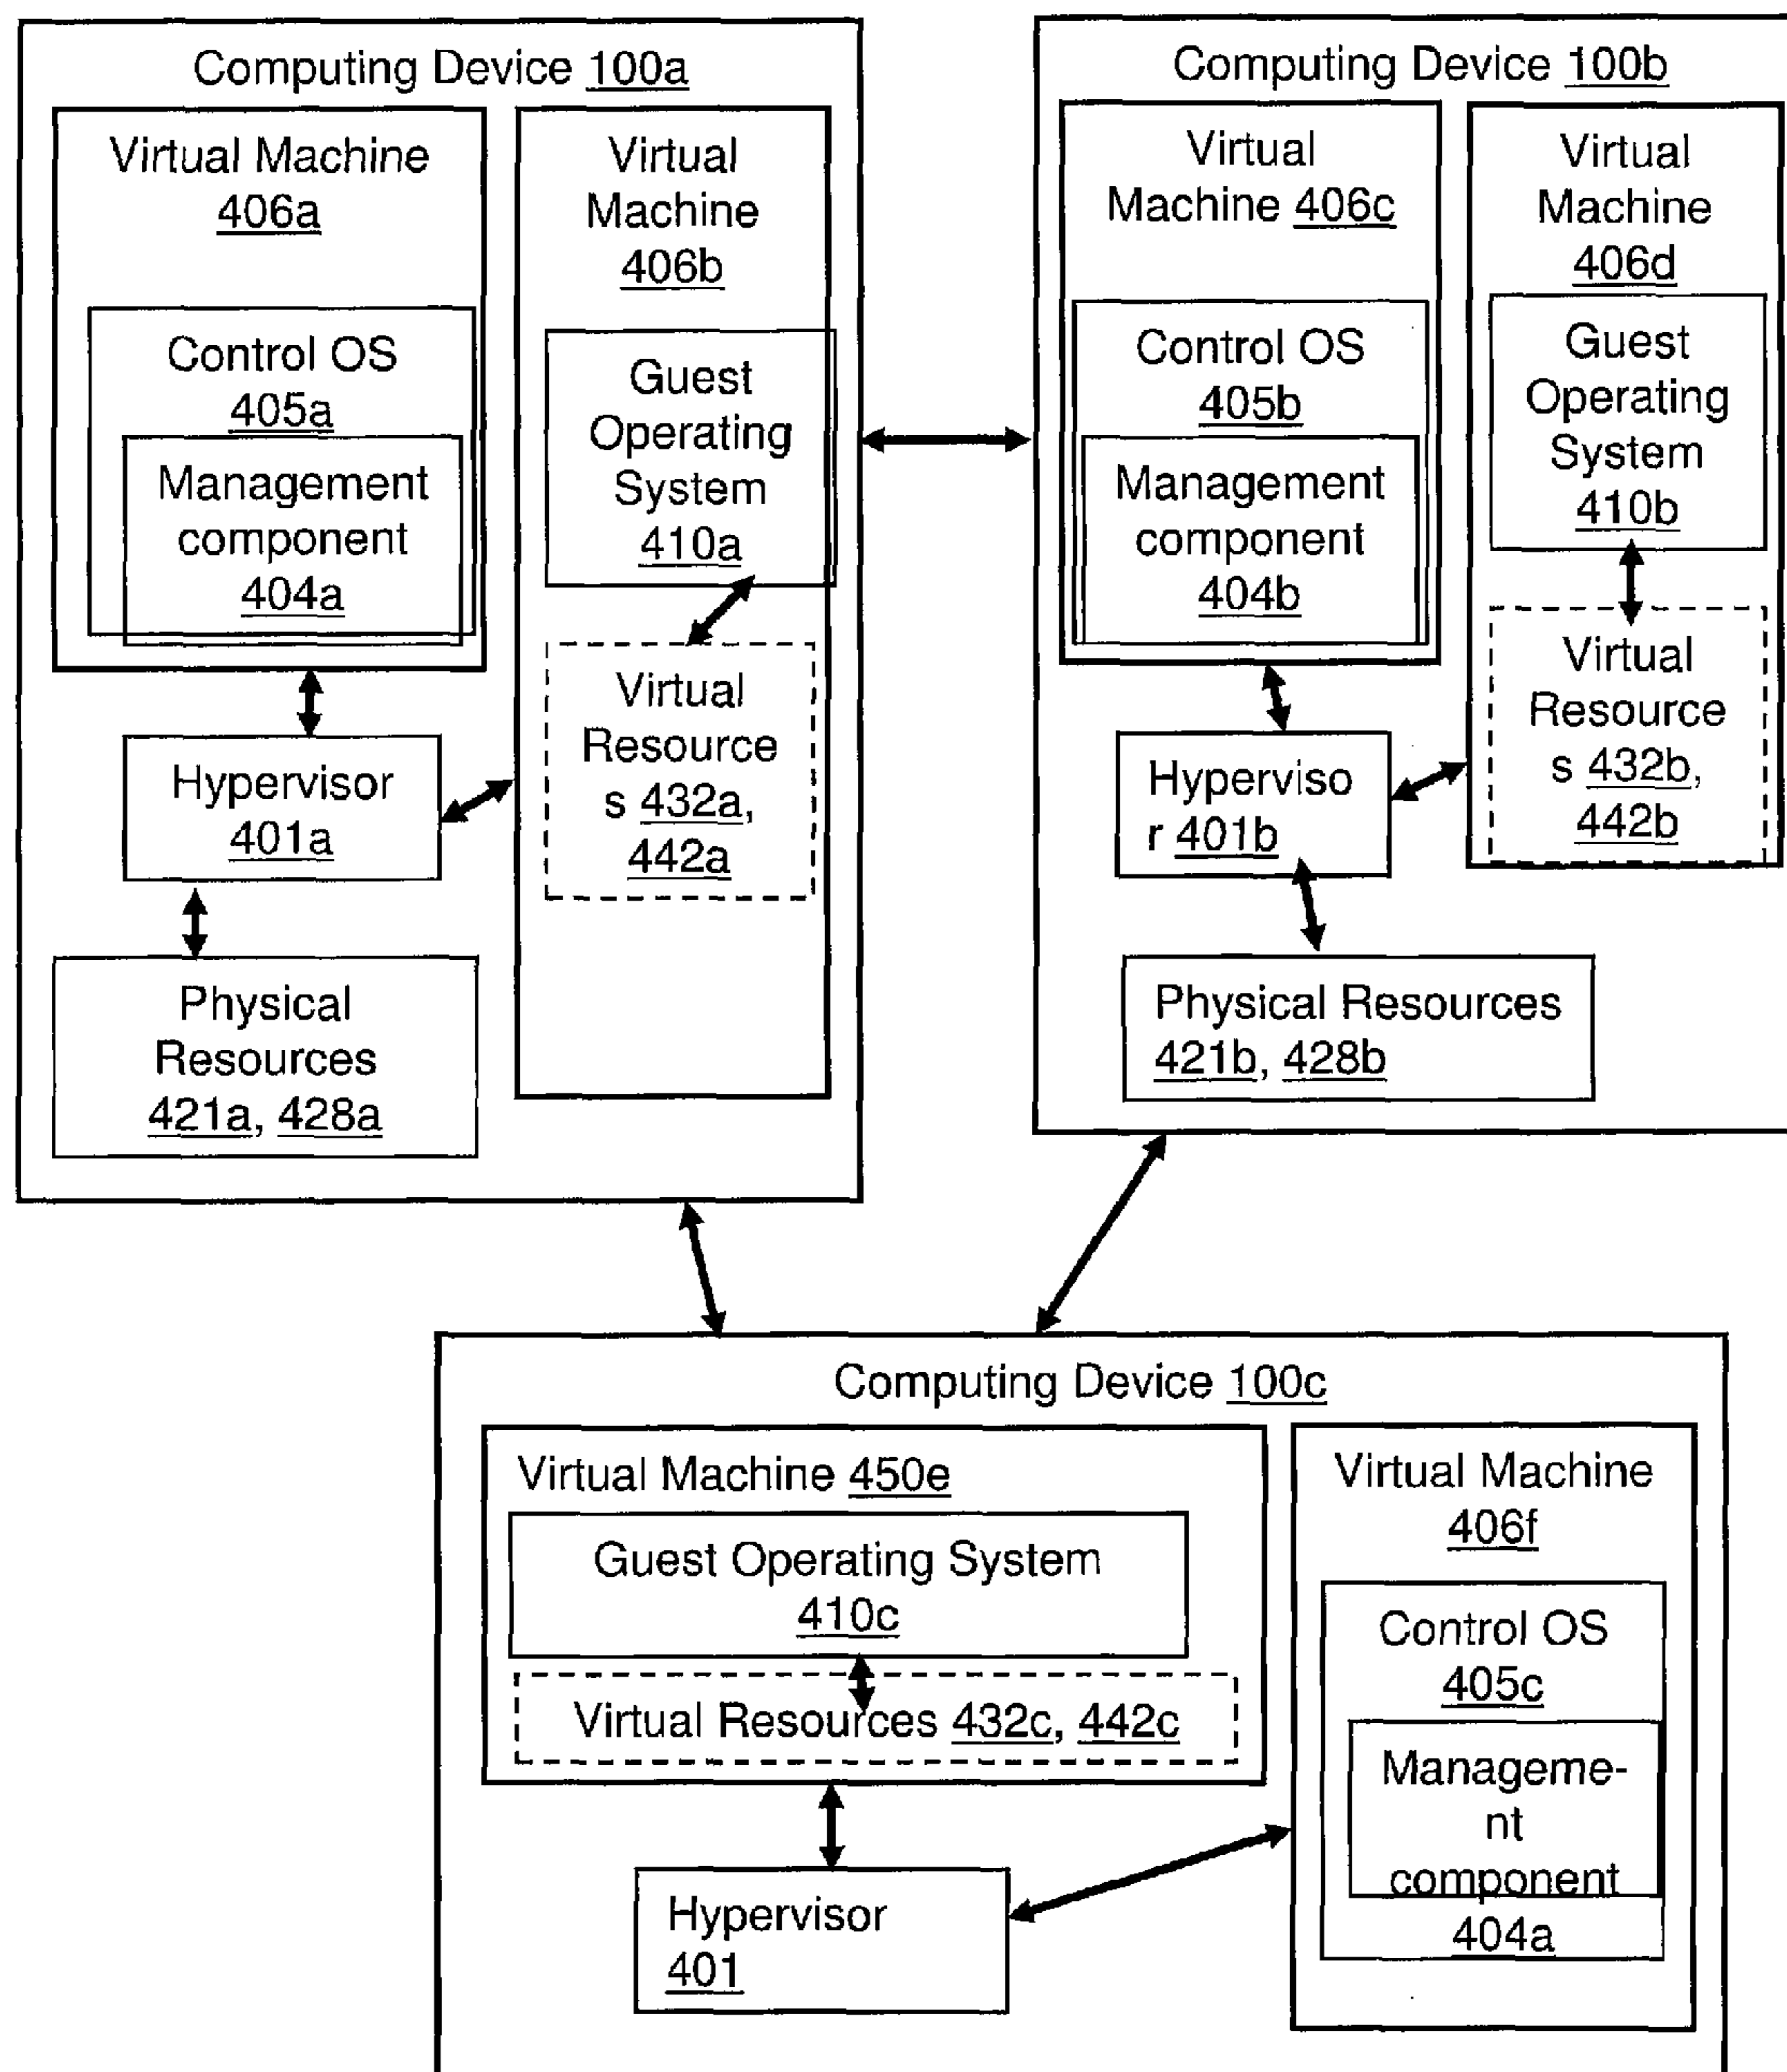 Computing Device 100a
Virtual Machine
406a
Control OS
405a
Management
component
404a
Hypervisor
401a
Physical
Resources
421a, 428a
Virtual
Machine
406b
Guest
Operating
System
410a
Virtual
Resource
s 432a,
442a
Computing Device 100b
Virtual
Machine 406c
Control OS
405b
Management
component
404b
Hyperviso
r 401b
Physical Resources
421b, 428b
Virtual
Machine
406d
Guest
Operating
System
410b
Virtual
Resource
s 432b,
442b
Computing Device 100c
Virtual Machine 450e
Guest Operating System
410c
Virtual Resources 432c, 442c
Hypervisor
401
Virtual Machine
406f
Control OS
405c
Manageme-
nt
component
404a